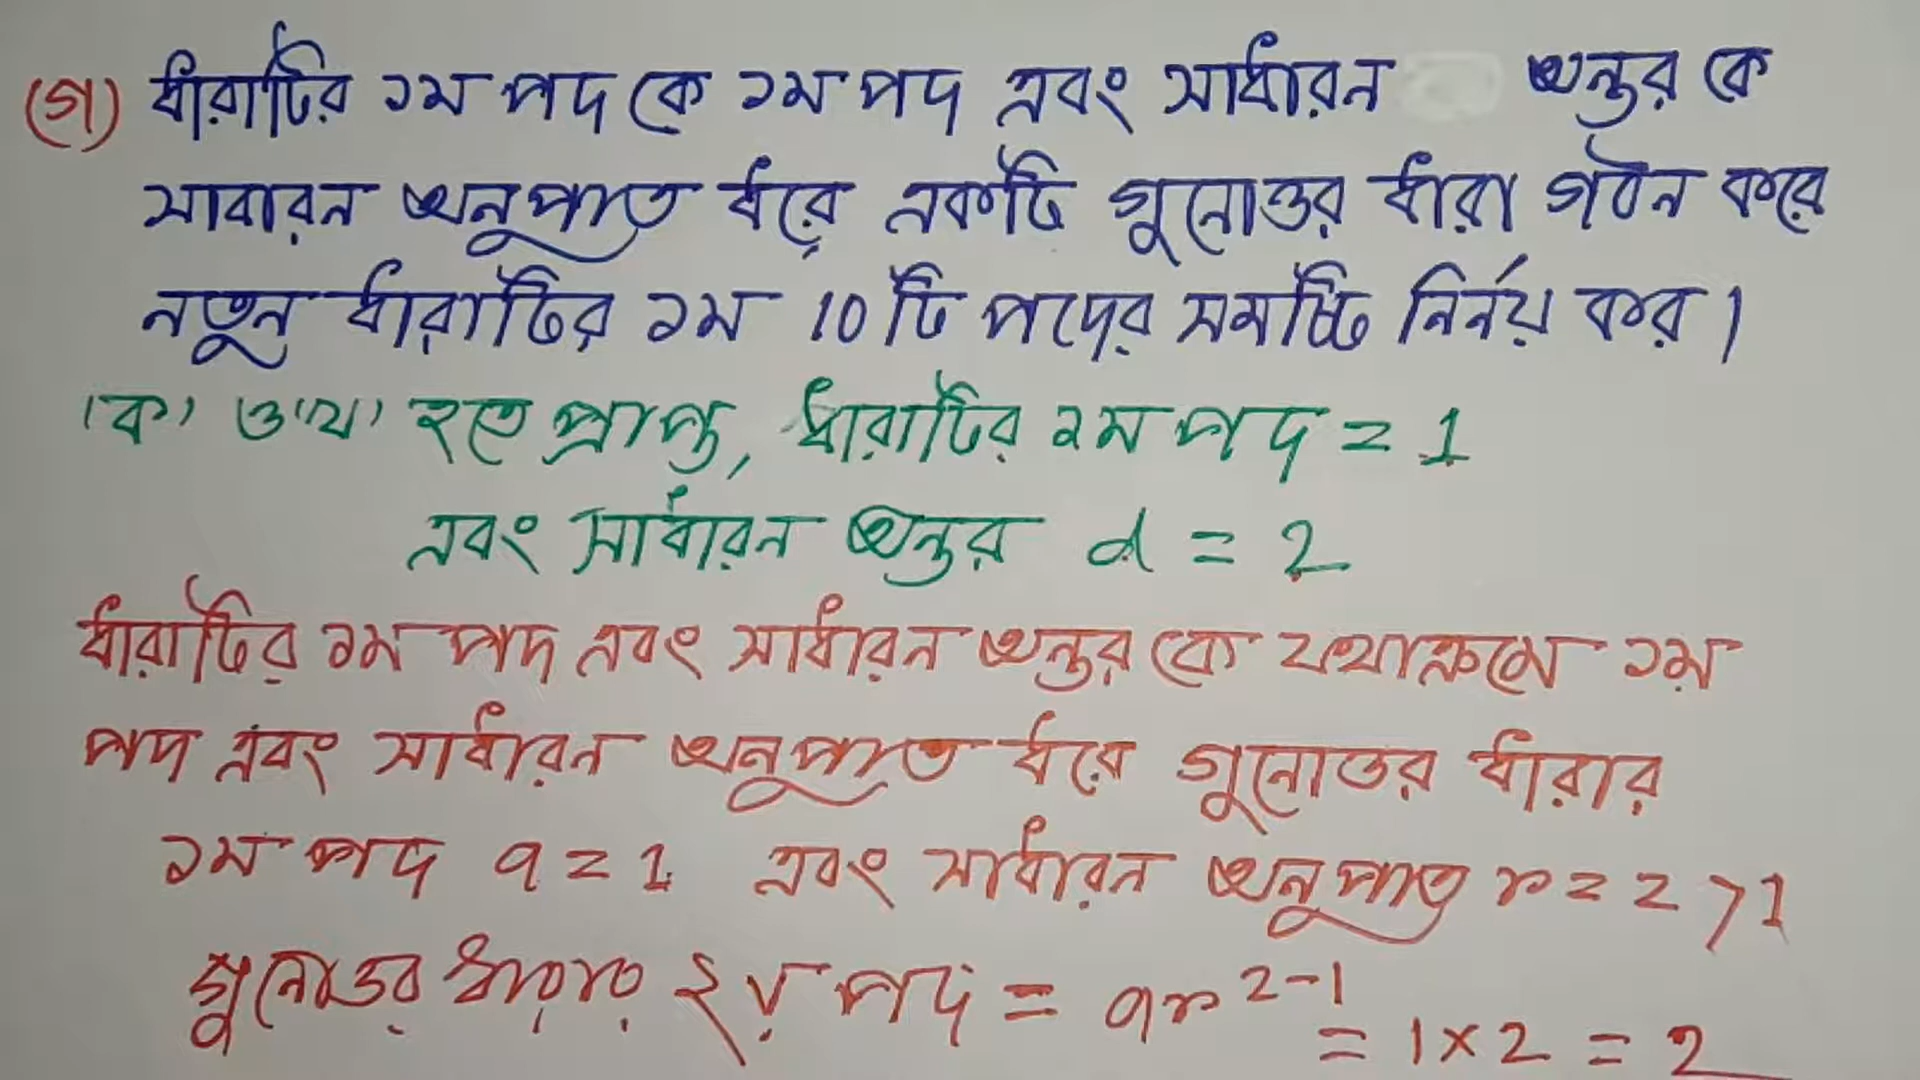 (গ) ধারাটির ১ম পদ কে ১ম পদ এবং সাধারন অন্তর কে
সাধারন অনুপাত ধরে একটি গুনোত্তর ধারা গঠন করে
নতুন ধারাটির ১ম 10 টি পদের সমষ্টি নির্নয় কর।
'ক' ও 'খ' হতে প্রাপ্ত, ধারাটির ১ম পদ = 1
এবং সাধারন অন্তর d = 2
ধারাটির ১ম পদ এবং সাধারন অন্তর কে যথাক্রমে ১ম
পদ এবং সাধারন অনুপাত ধরে গুনোত্তর ধারার
১ম পদ a = 1 এবং সাধারন অনুপাত r = 2 > 1
গুনোত্তর ধারার ২য় পদ = ar^{2-1}
= 1 × 2 = 2